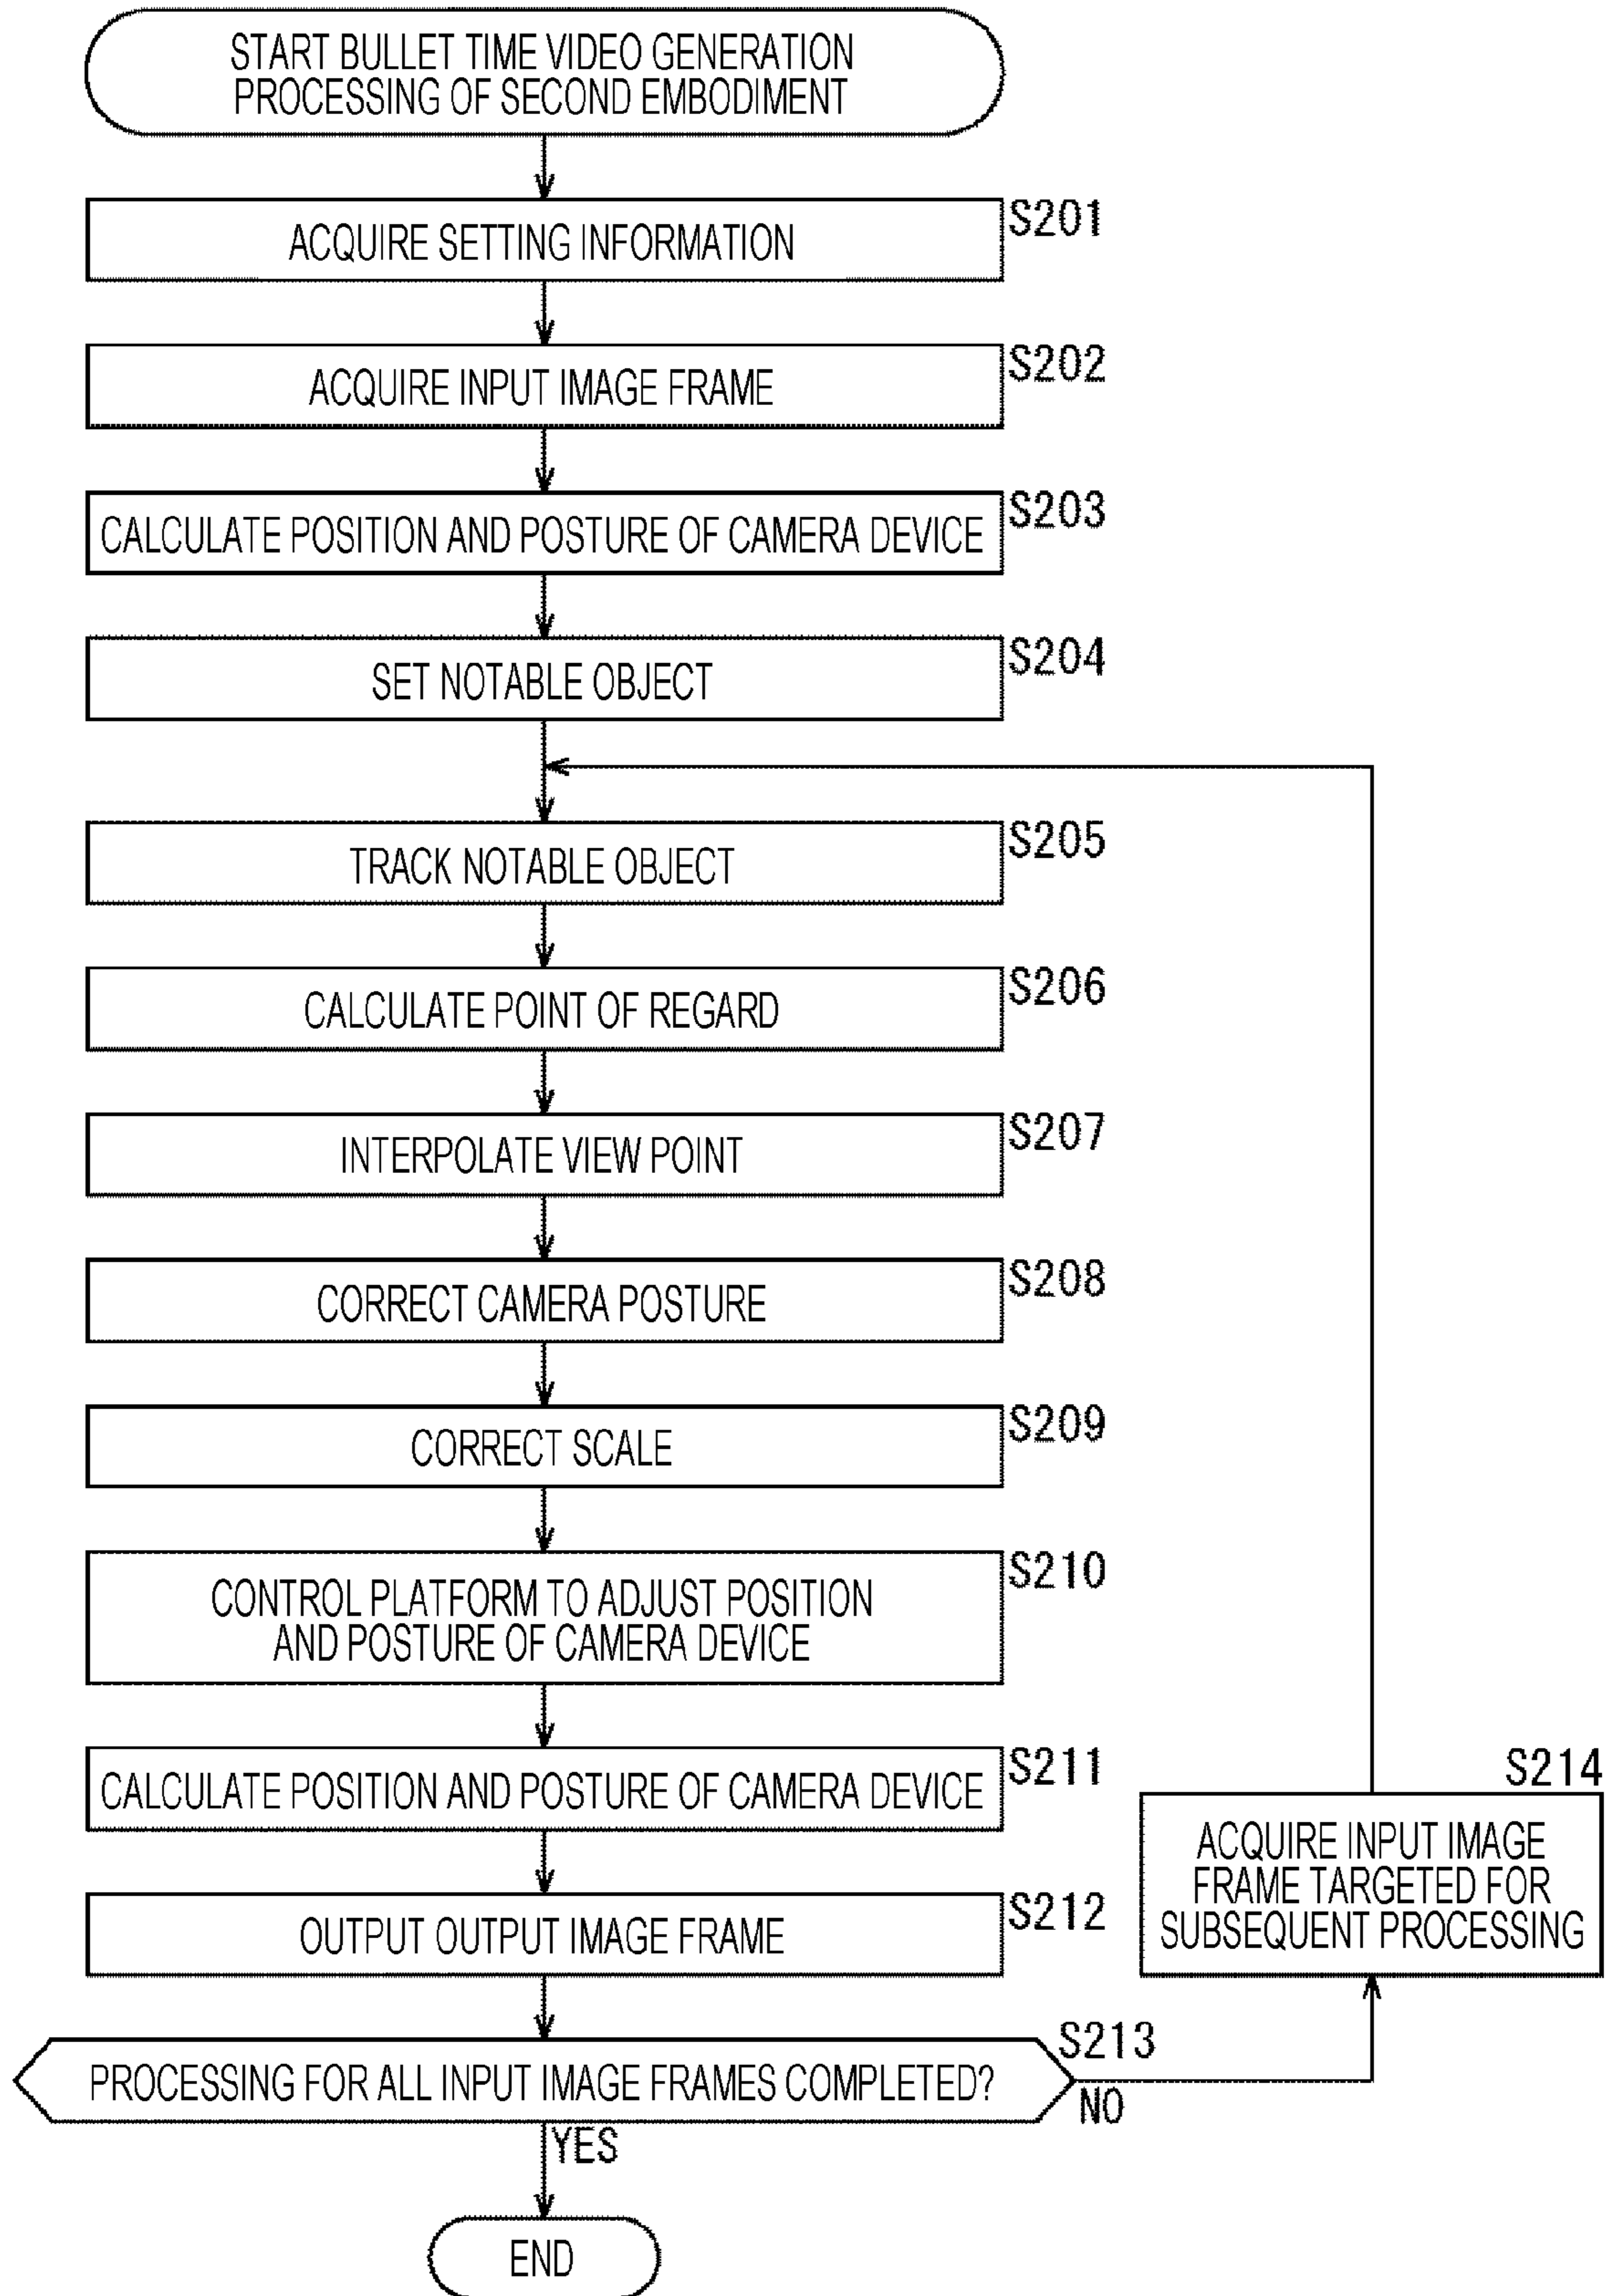 START BULLET TIME VIDEO GENERATION
PROCESSING OF SECOND EMBODIMENT
S201
ACQUIRE SETTING INFORMATION
S202
ACQUIRE INPUT IMAGE FRAME
S203
CALCULATE POSITION AND POSTURE OF CAMERA DEVICE
S204
SET NOTABLE OBJECT
S205
TRACK NOTABLE OBJECT
S206
CALCULATE POINT OF REGARD
S207
INTERPOLATE VIEW POINT
S208
CORRECT CAMERA POSTURE
S209
CORRECT SCALE
S210
CONTROL PLATFORM TO ADJUST POSITION
AND POSTURE OF CAMERA DEVICE
S211
CALCULATE POSITION AND POSTURE OF CAMERA DEVICE
S212
OUTPUT OUTPUT IMAGE FRAME
S213
PROCESSING FOR ALL INPUT IMAGE FRAMES COMPLETED?
NO
S214
ACQUIRE INPUT IMAGE
FRAME TARGETED FOR
SUBSEQUENT PROCESSING
YES
END